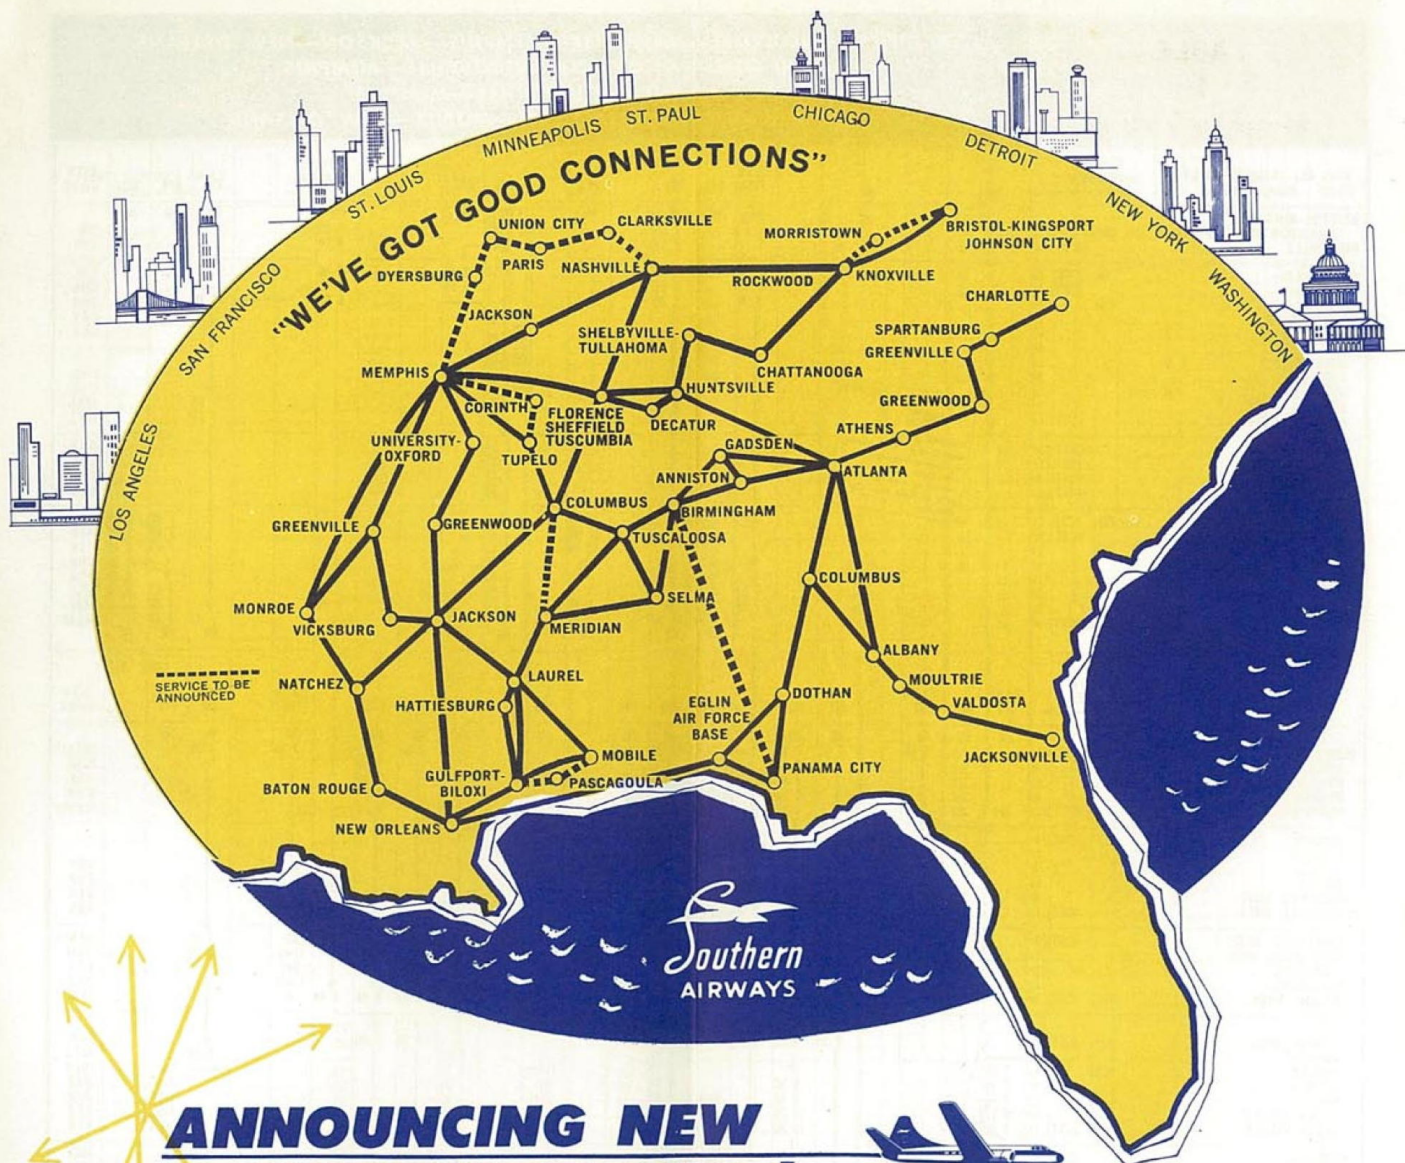 LOS ANGELES
SAN FRANCISCO
ST. LOUIS
MINNEAPOLIS
ST. PAUL
CHICAGO
DETROIT
NEW YORK
WASHINGTON
"WE'VE GOT GOOD CONNECTIONS"
UNION CITY
CLARKSVILLE
PARIS
DYERSBURG
NASHVILLE
MORRISTOWN
BRISTOL-KINGSPORT
JOHNSON CITY
ROCKWOOD
KNOXVILLE
CHARLOTTE
JACKSON
SHELBYVILLE-
TULLAHOMA
SPARTANBURG
GREENVILLE
CHATTANOOGA
MEMPHIS
HUNTSVILLE
CORINTH
FLORENCE
SHEFFIELD
TUSCUMBIA
DECATUR
GREENWOOD
ATHENS
UNIVERSITY-
OXFORD
TUPELO
GADSDEN
ANNISTON
ATLANTA
COLUMBUS
BIRMINGHAM
GREENVILLE
GREENWOOD
TUSCALOOSA
COLUMBUS
MONROE
VICKSBURG
JACKSON
SELMA
MERIDIAN
ALBANY
SERVICE TO BE
ANNOUNCED
NATCHEZ
LAUREL
HATTIESBURG
MOULTRIE
DOTHAN
VALDOSTA
EGLIN
AIR FORCE
BASE
JACKSONVILLE
MOBILE
PANAMA CITY
BATON ROUGE
GULFPORT-
BILOXI
PASCAGOULA
NEW ORLEANS
Southern
AIRWAYS
ANNOUNCING NEW